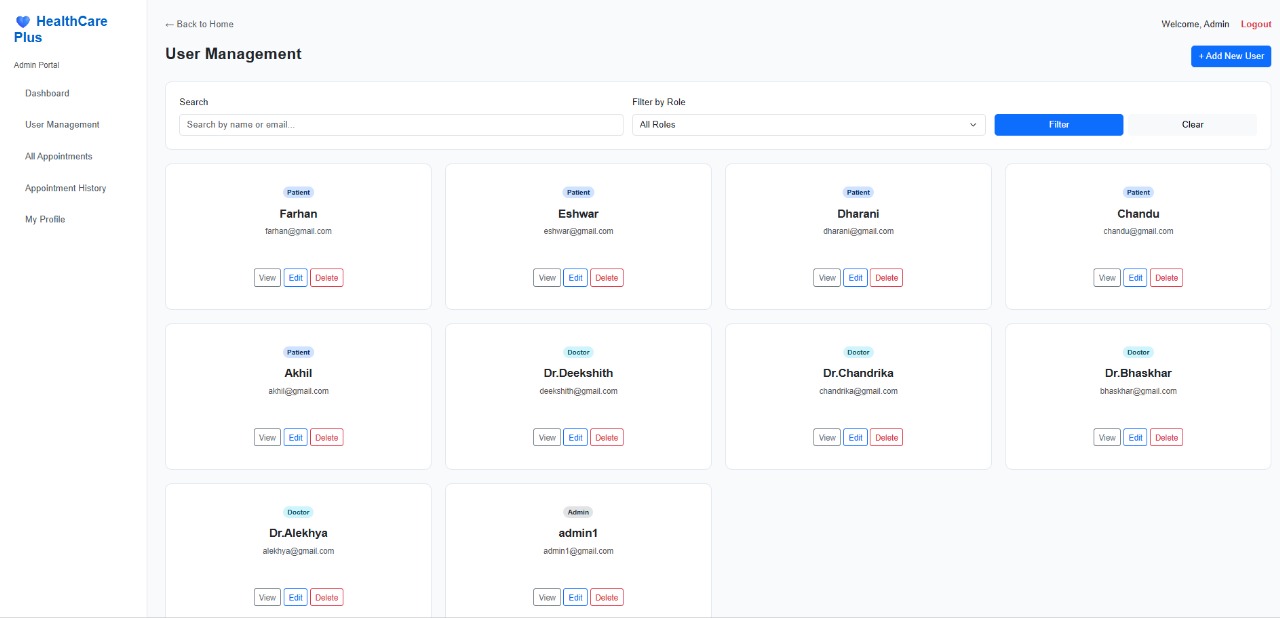 💙 HealthCare
Plus
Admin Portal
Dashboard
User Management
All Appointments
Appointment History
My Profile
← Back to Home
Welcome, Admin Logout
User Management
+ Add New User
Search
Filter by Role
Search by name or email...
All Roles
Filter
Clear
Patient
Farhan
farhan@gmail.com
View Edit Delete
Patient
Eshwar
eshwar@gmail.com
View Edit Delete
Patient
Dharani
dharani@gmail.com
View Edit Delete
Patient
Chandu
chandu@gmail.com
View Edit Delete
Patient
Akhil
akhil@gmail.com
View Edit Delete
Doctor
Dr.Deekshith
deekshith@gmail.com
View Edit Delete
Doctor
Dr.Chandrika
chandrika@gmail.com
View Edit Delete
Doctor
Dr.Bhaskhar
bhaskhar@gmail.com
View Edit Delete
Doctor
Dr.Alekhya
alekhya@gmail.com
View Edit Delete
Admin
admin1
admin1@gmail.com
View Edit Delete